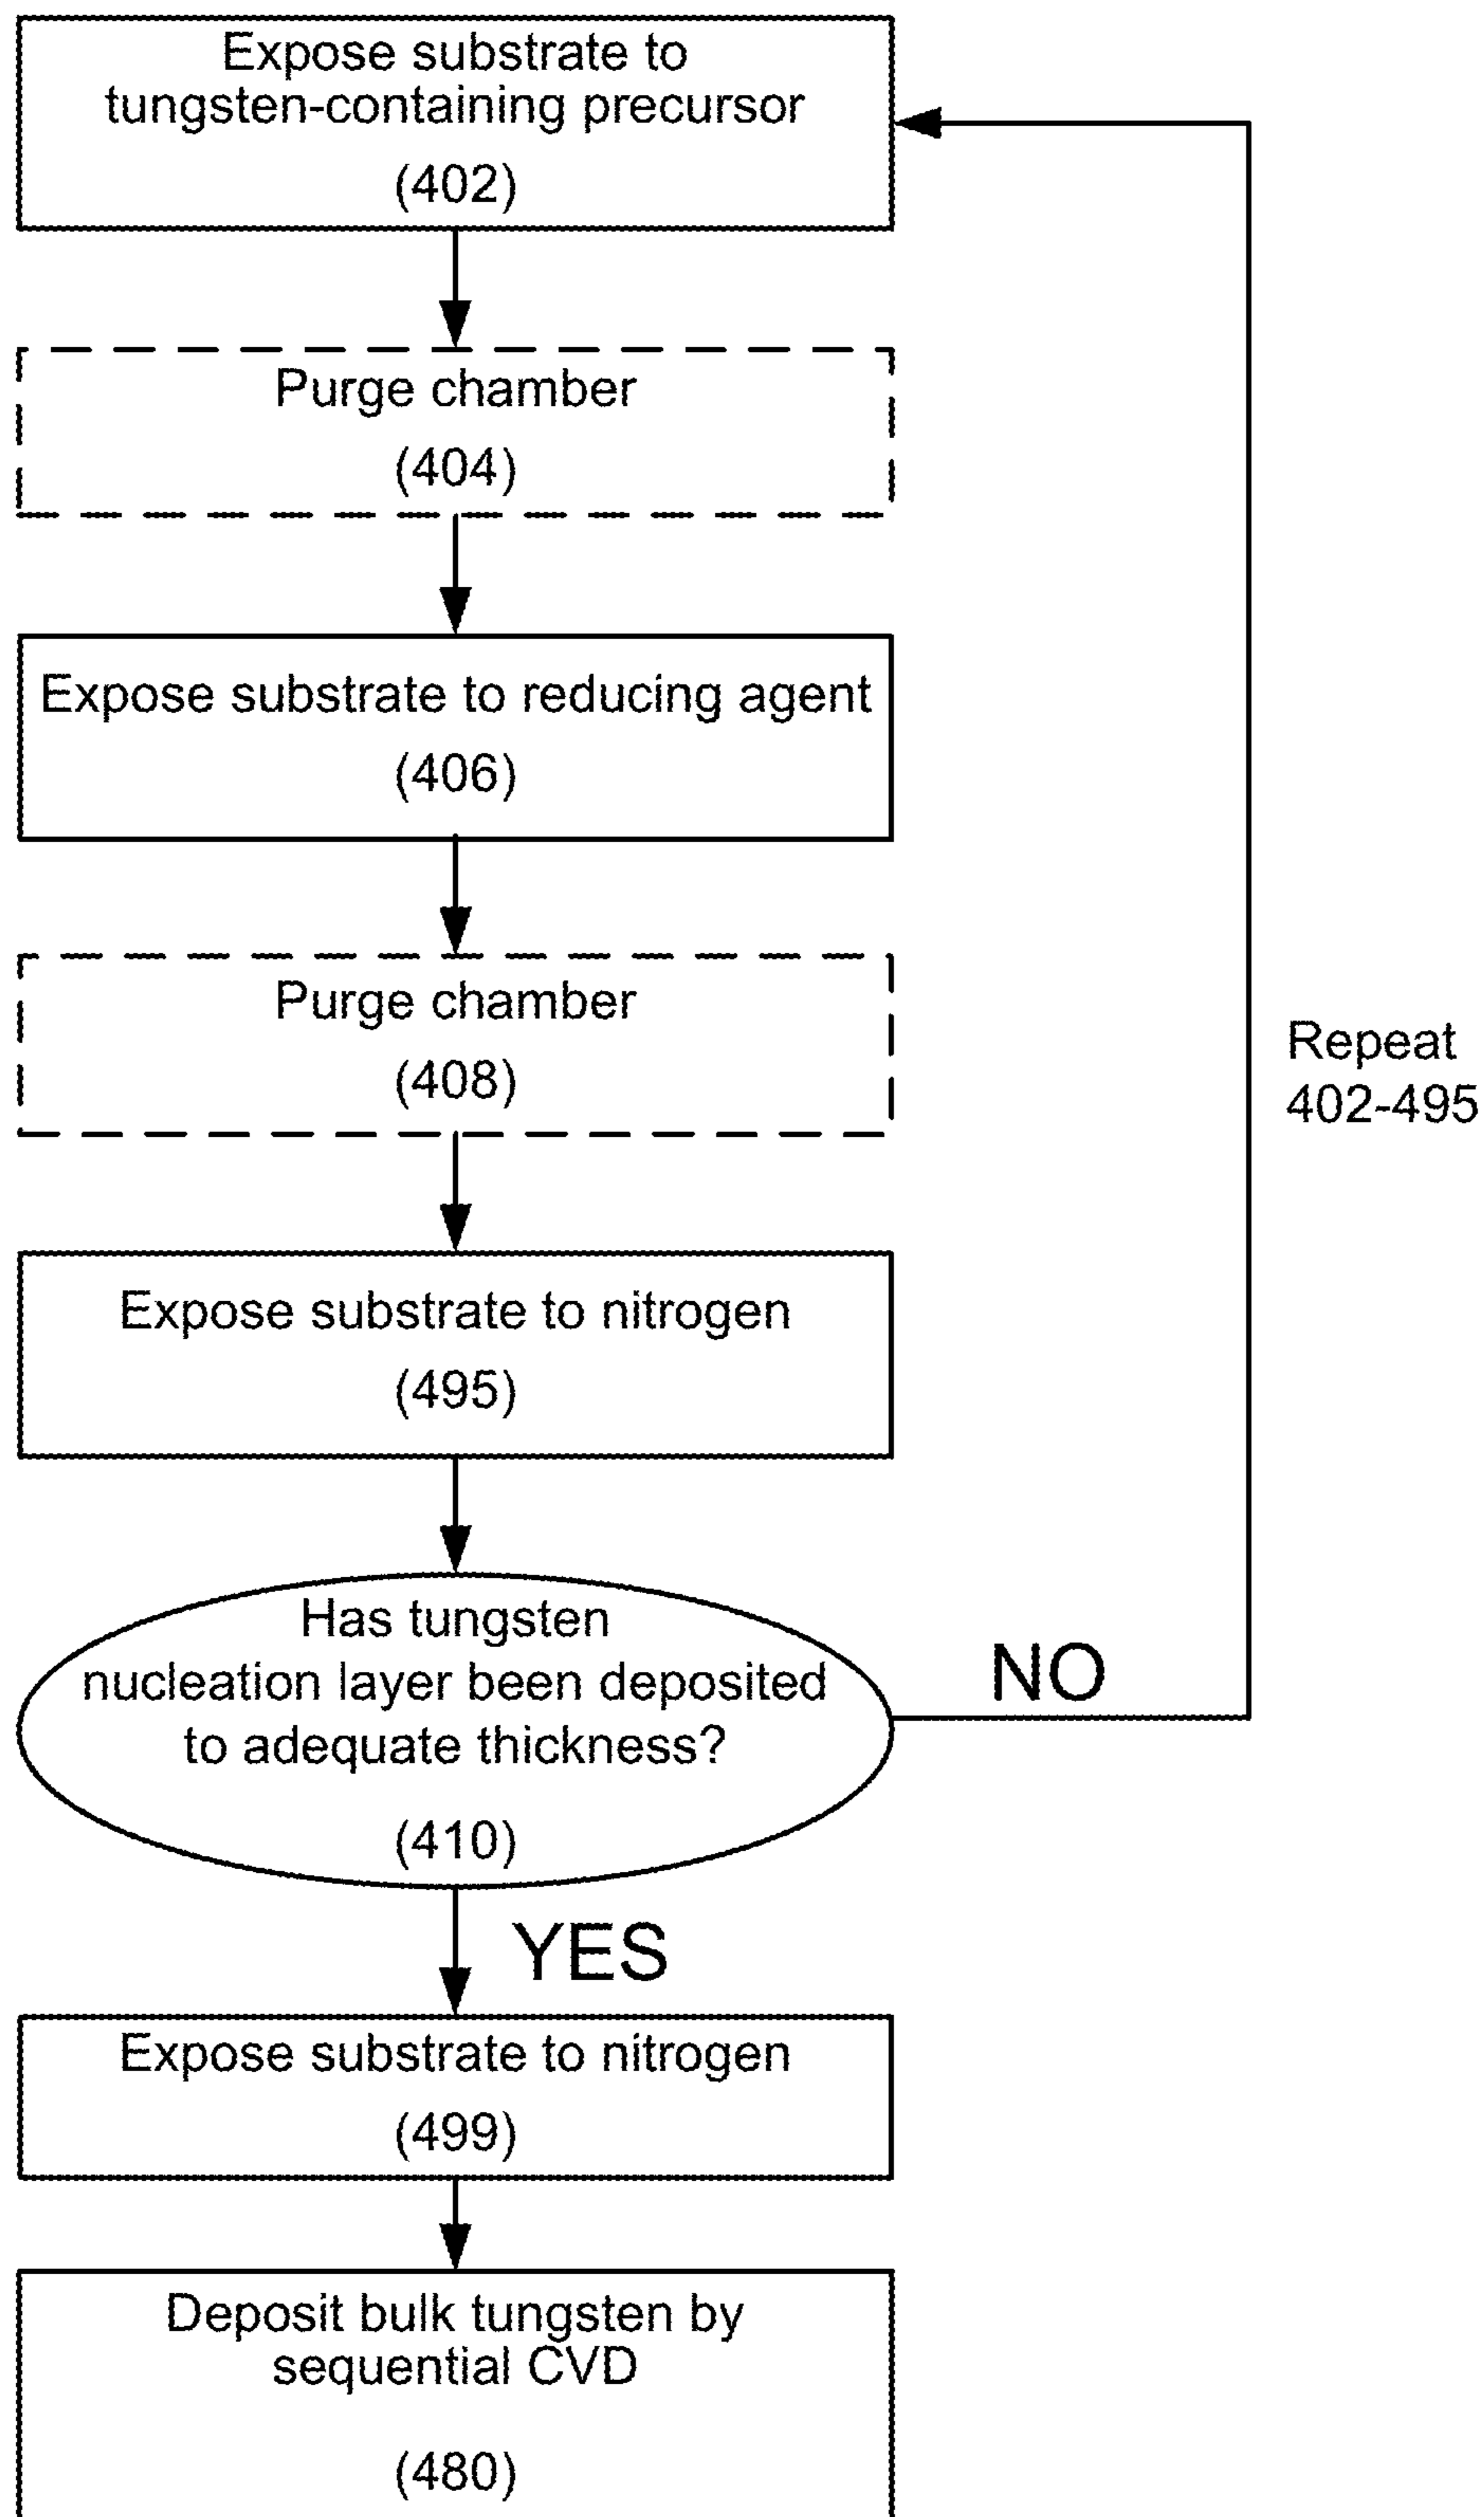 Expose substrate to
tungsten-containing precursor
(402)
Purge chamber
(404)
Expose substrate to reducing agent
(406)
Purge chamber
(408)
Repeat
402-495
Expose substrate to nitrogen
(495)
Has tungsten
nucleation layer been deposited
to adequate thickness?
(410)
NO
YES
Expose substrate to nitrogen
(499)
Deposit bulk tungsten by
sequential CVD
(480)